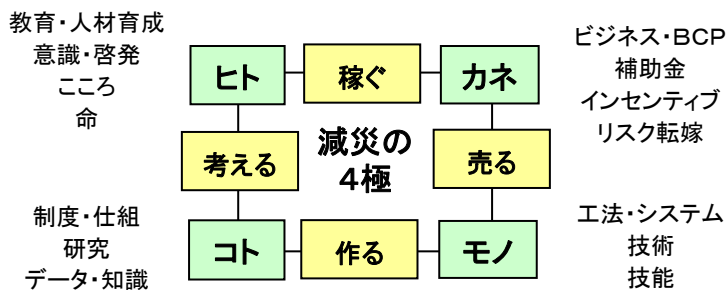 教育・人材育成
意識・啓発
こころ
命
ヒト
稼ぐ
カネ
ビジネス・BCP
補助金
インセンティブ
リスク転嫁
考える
減災の
4極
売る
制度・仕組
研究
データ・知識
コト
作る
モノ
工法・システム
技術
技能